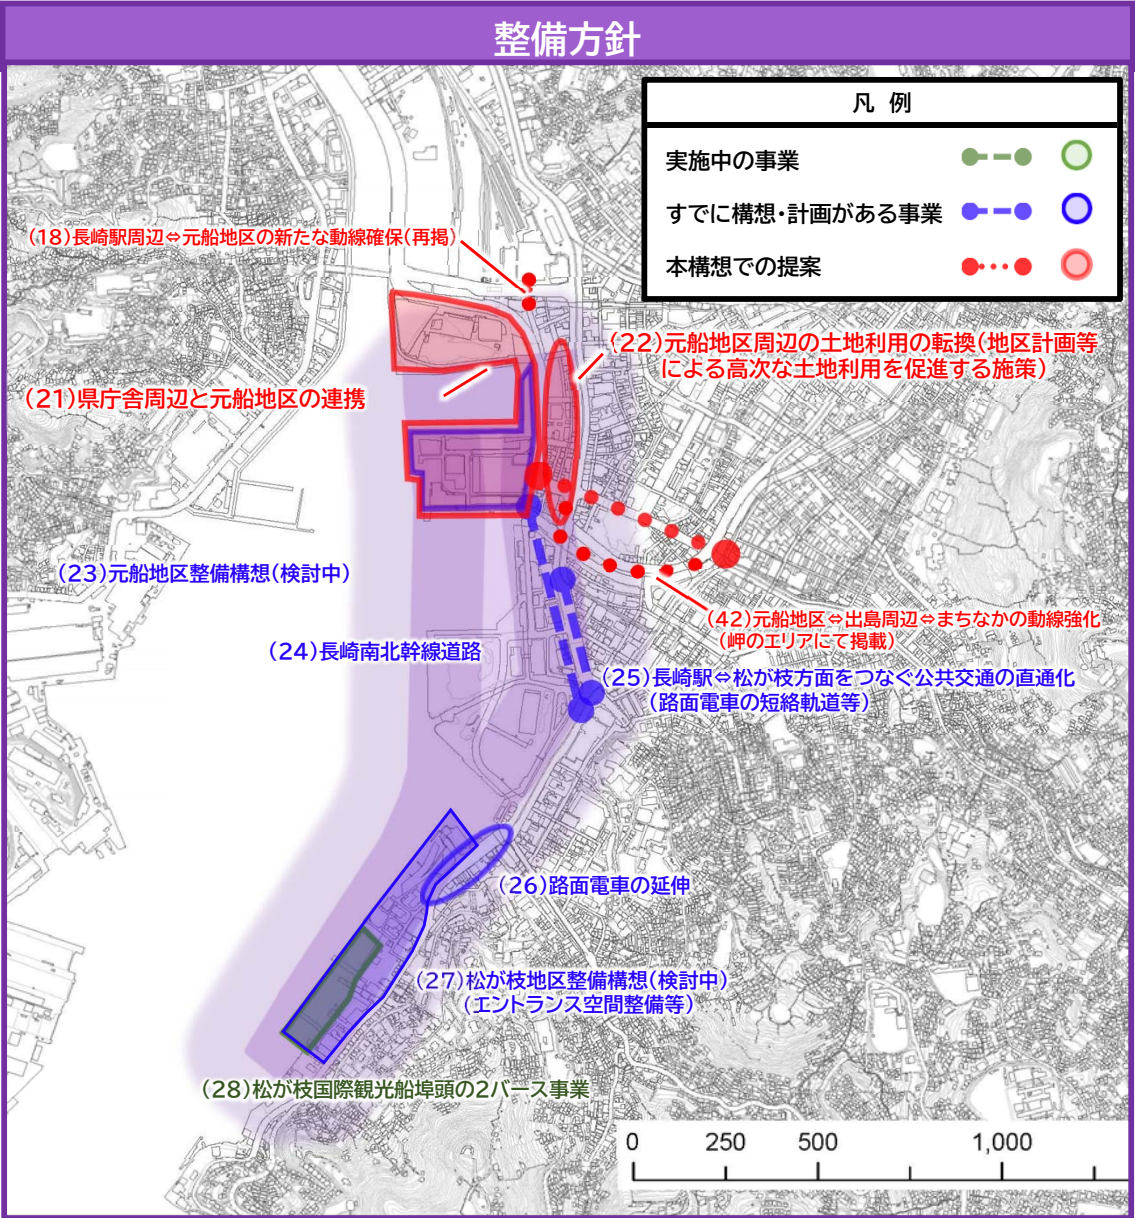 整備方針
凡 例
実施中の事業
すでに構想・計画がある事業
本構想での提案
(18)長崎駅周辺⇔元船地区の新たな動線確保(再掲)
(22)元船地区周辺の土地利用の転換(地区計画等
による高次な土地利用を促進する施策)
(21)県庁舎周辺と元船地区の連携
(23)元船地区整備構想(検討中)
(42)元船地区⇔出島周辺⇔まちなかの動線強化
(岬のエリアにて掲載)
(24)長崎南北幹線道路
(25)長崎駅⇔松が枝方面をつなぐ公共交通の直通化
(路面電車の短絡軌道等)
(26)路面電車の延伸
(27)松が枝地区整備構想(検討中)
(エントランス空間整備等)
(28)松が枝国際観光船埠頭の2バース事業
0 250 500 1,000